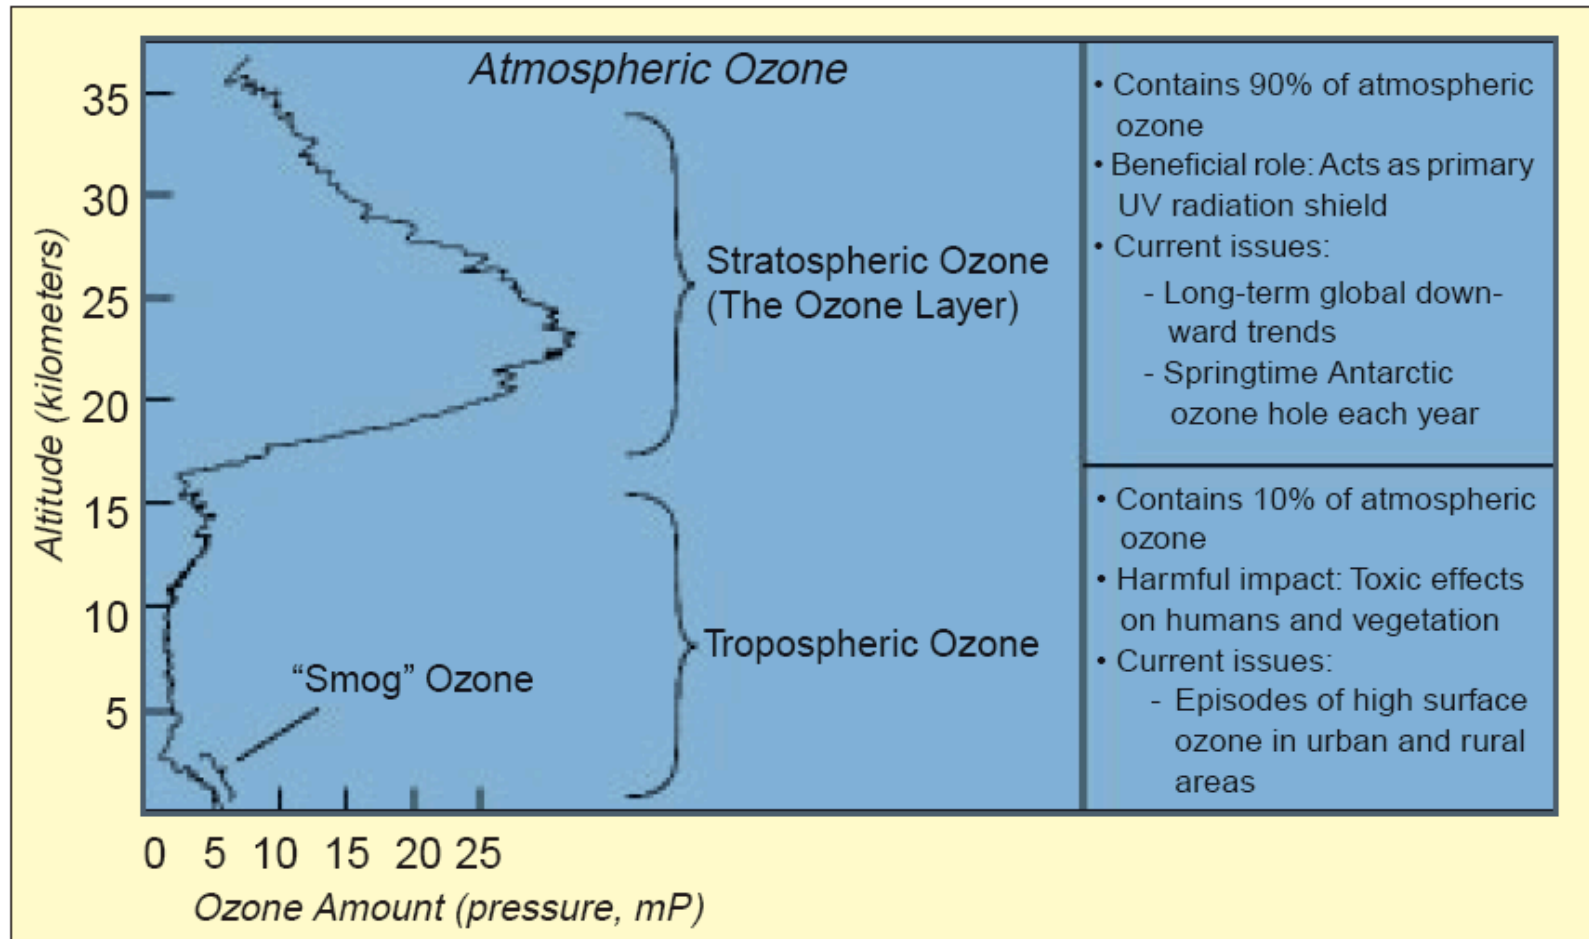 Atmospheric Ozone
35
30
25
20
15
10
5
Altitude (kilometers)
0 5 10 15 20 25
Ozone Amount (pressure, mP)
Stratospheric Ozone
(The Ozone Layer)
Tropospheric Ozone
“Smog” Ozone
• Contains 90% of atmospheric
ozone
• Beneficial role: Acts as primary
UV radiation shield
• Current issues:
- Long-term global down-
ward trends
- Springtime Antarctic
ozone hole each year
• Contains 10% of atmospheric
ozone
• Harmful impact: Toxic effects
on humans and vegetation
• Current issues:
- Episodes of high surface
ozone in urban and rural
areas